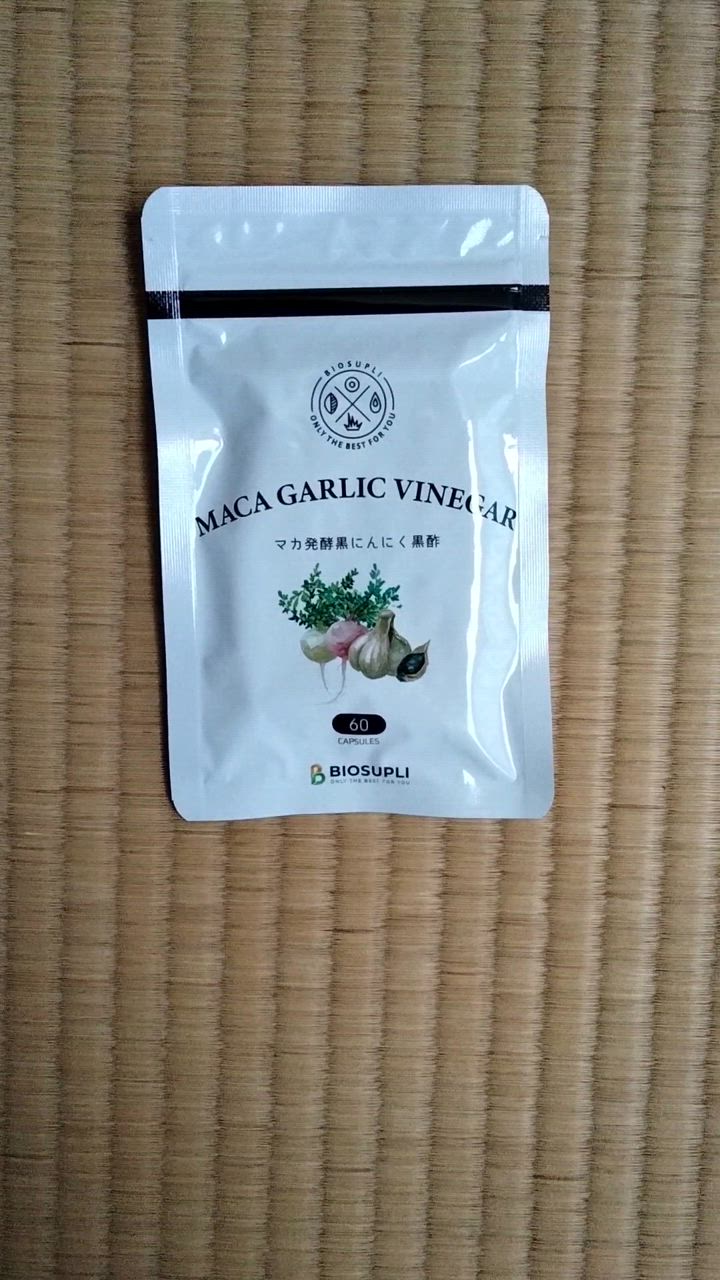 BIOSUPLI
ONLY THE BEST FOR YOU
MACA GARLIC VINEGAR
マカ発酵黒にんにく黒酢
60
CAPSULES
BIOSUPLI
ONLY THE BEST FOR YOU